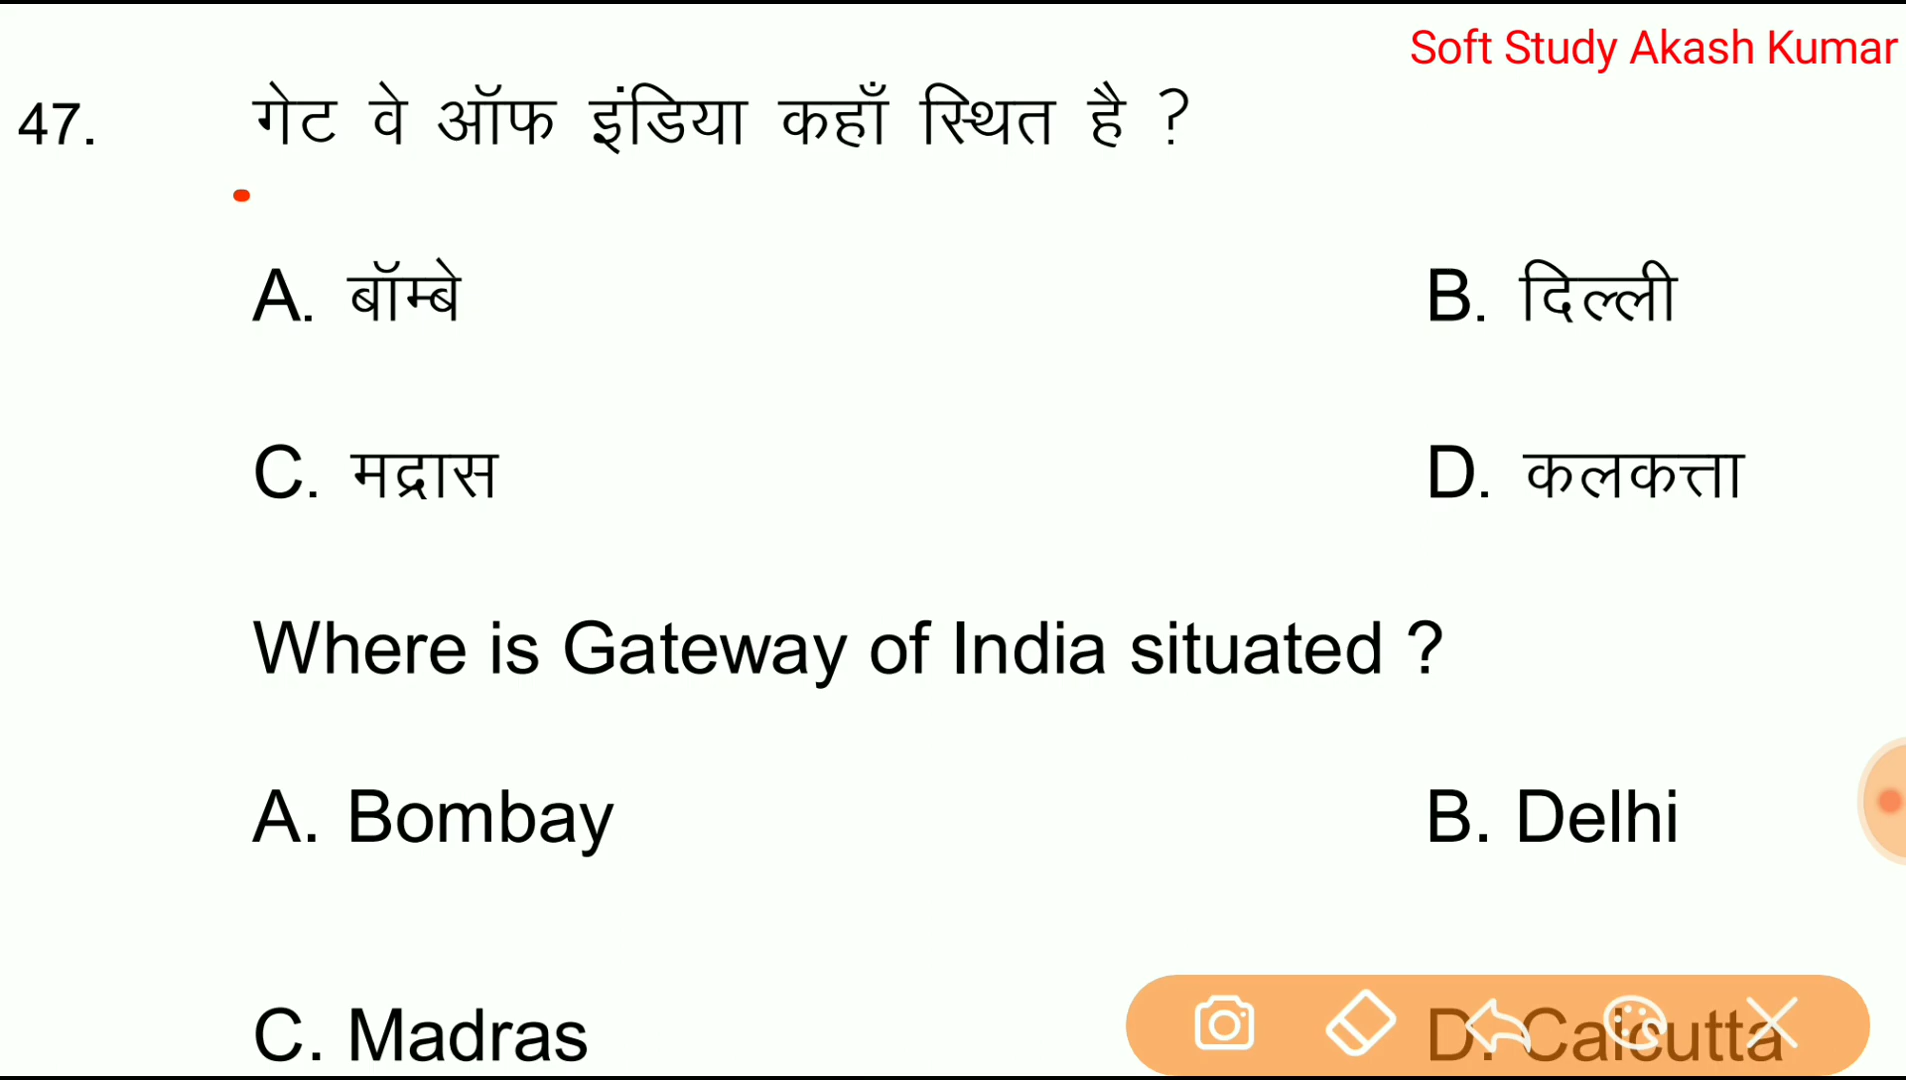 Soft Study Akash Kumar
47. गेट वे ऑफ इंडिया कहाँ स्थित है ?
A. बॉम्बे B. दिल्ली
C. मद्रास D. कलकत्ता
Where is Gateway of India situated ?
A. Bombay B. Delhi
C. Madras D. Calcutta